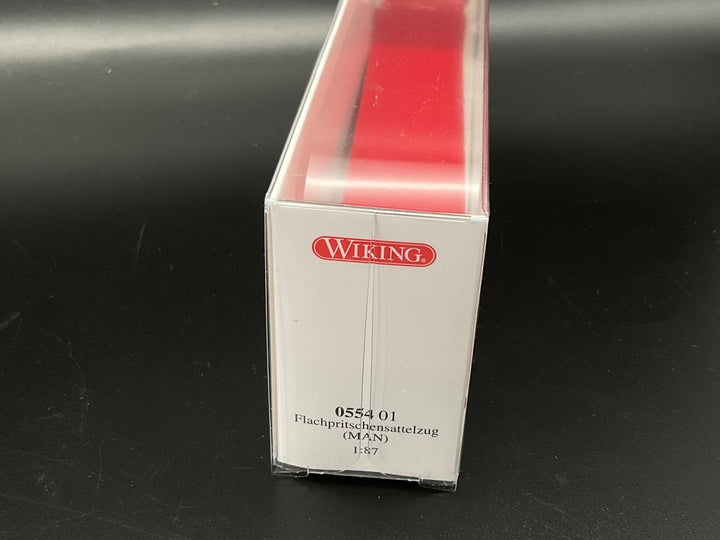 WIKING®
0554 01
Flachpritschensattelzug
(MAN)
1:87